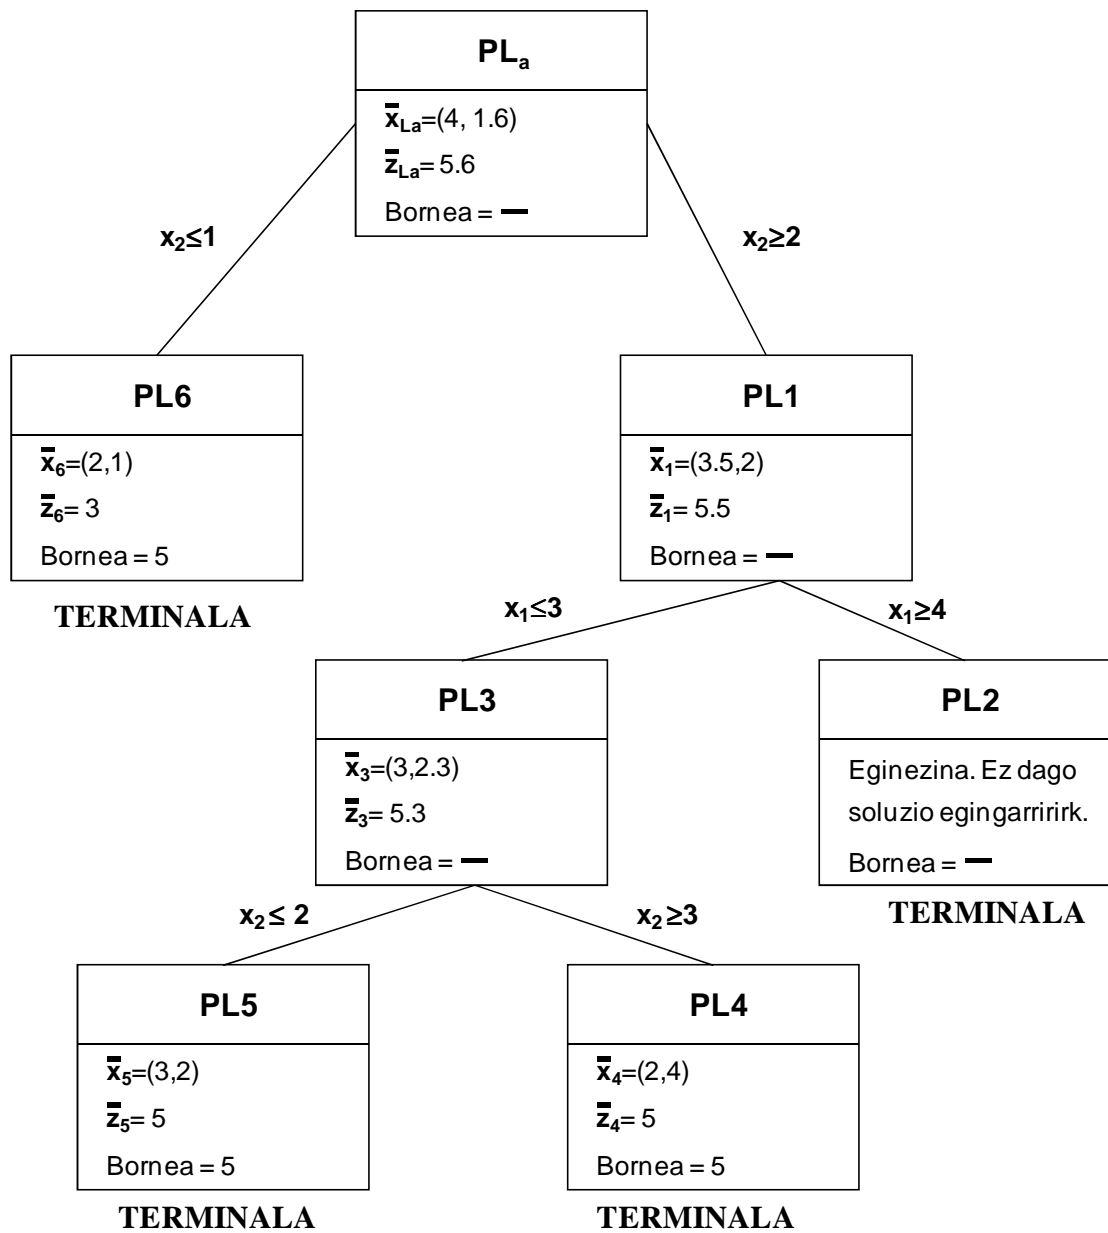 PLa
x̄La=(4, 1.6)
z̄La= 5.6
Bornea = —
x2≤1
x2≥2
PL6
x̄6=(2,1)
z̄6= 3
Bornea = 5
TERMINALA
PL1
x̄1=(3.5,2)
z̄1= 5.5
Bornea = —
x1≤3
x1≥4
PL3
x̄3=(3,2.3)
z̄3= 5.3
Bornea = —
PL2
Eginezina. Ez dago
soluzio egingarririrk.
Bornea = —
TERMINALA
x2≤ 2
x2≥3
PL5
x̄5=(3,2)
z̄5= 5
Bornea = 5
TERMINALA
PL4
x̄4=(2,4)
z̄4= 5
Bornea = 5
TERMINALA